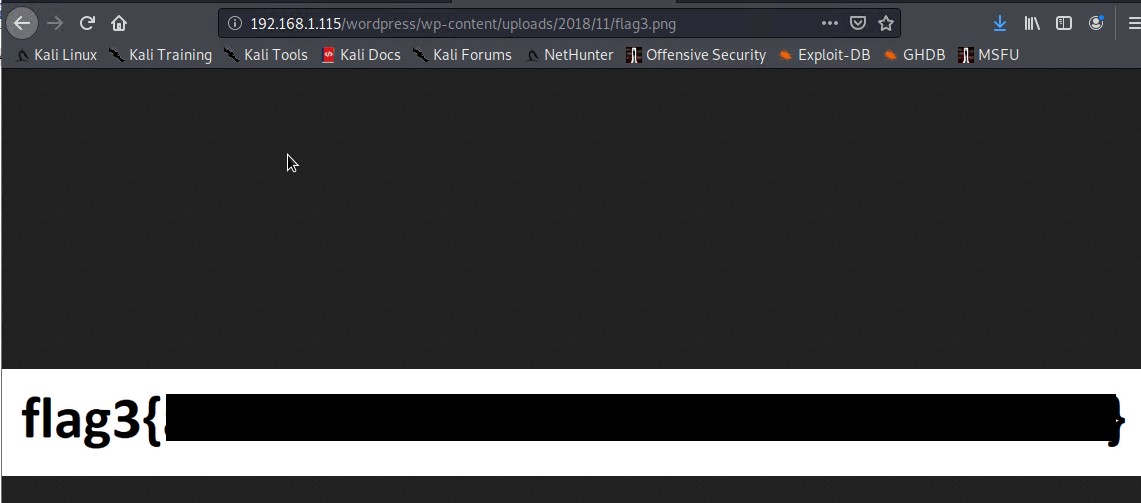 192.168.1.115/wordpress/wp-content/uploads/2018/11/flag3.png
Kali Linux Kali Training Kali Tools Kali Docs Kali Forums NetHunter Offensive Security Exploit-DB GHDB MSFU
flag3{ }